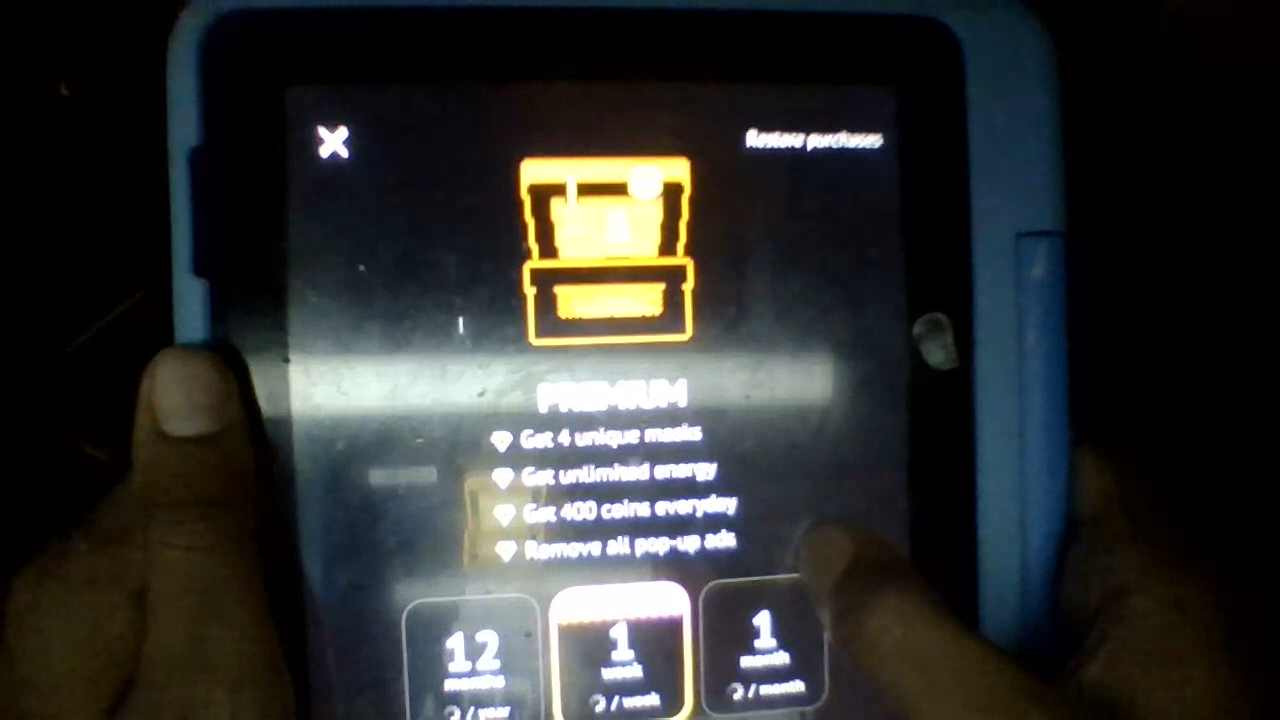 Restore purchases
PREMIUM
Get 4 unique masks
Get unlimited energy
Get 400 coins everyday
Remove all pop-up ads
12 months
/ year
1 week
/ week
1 month
/ month